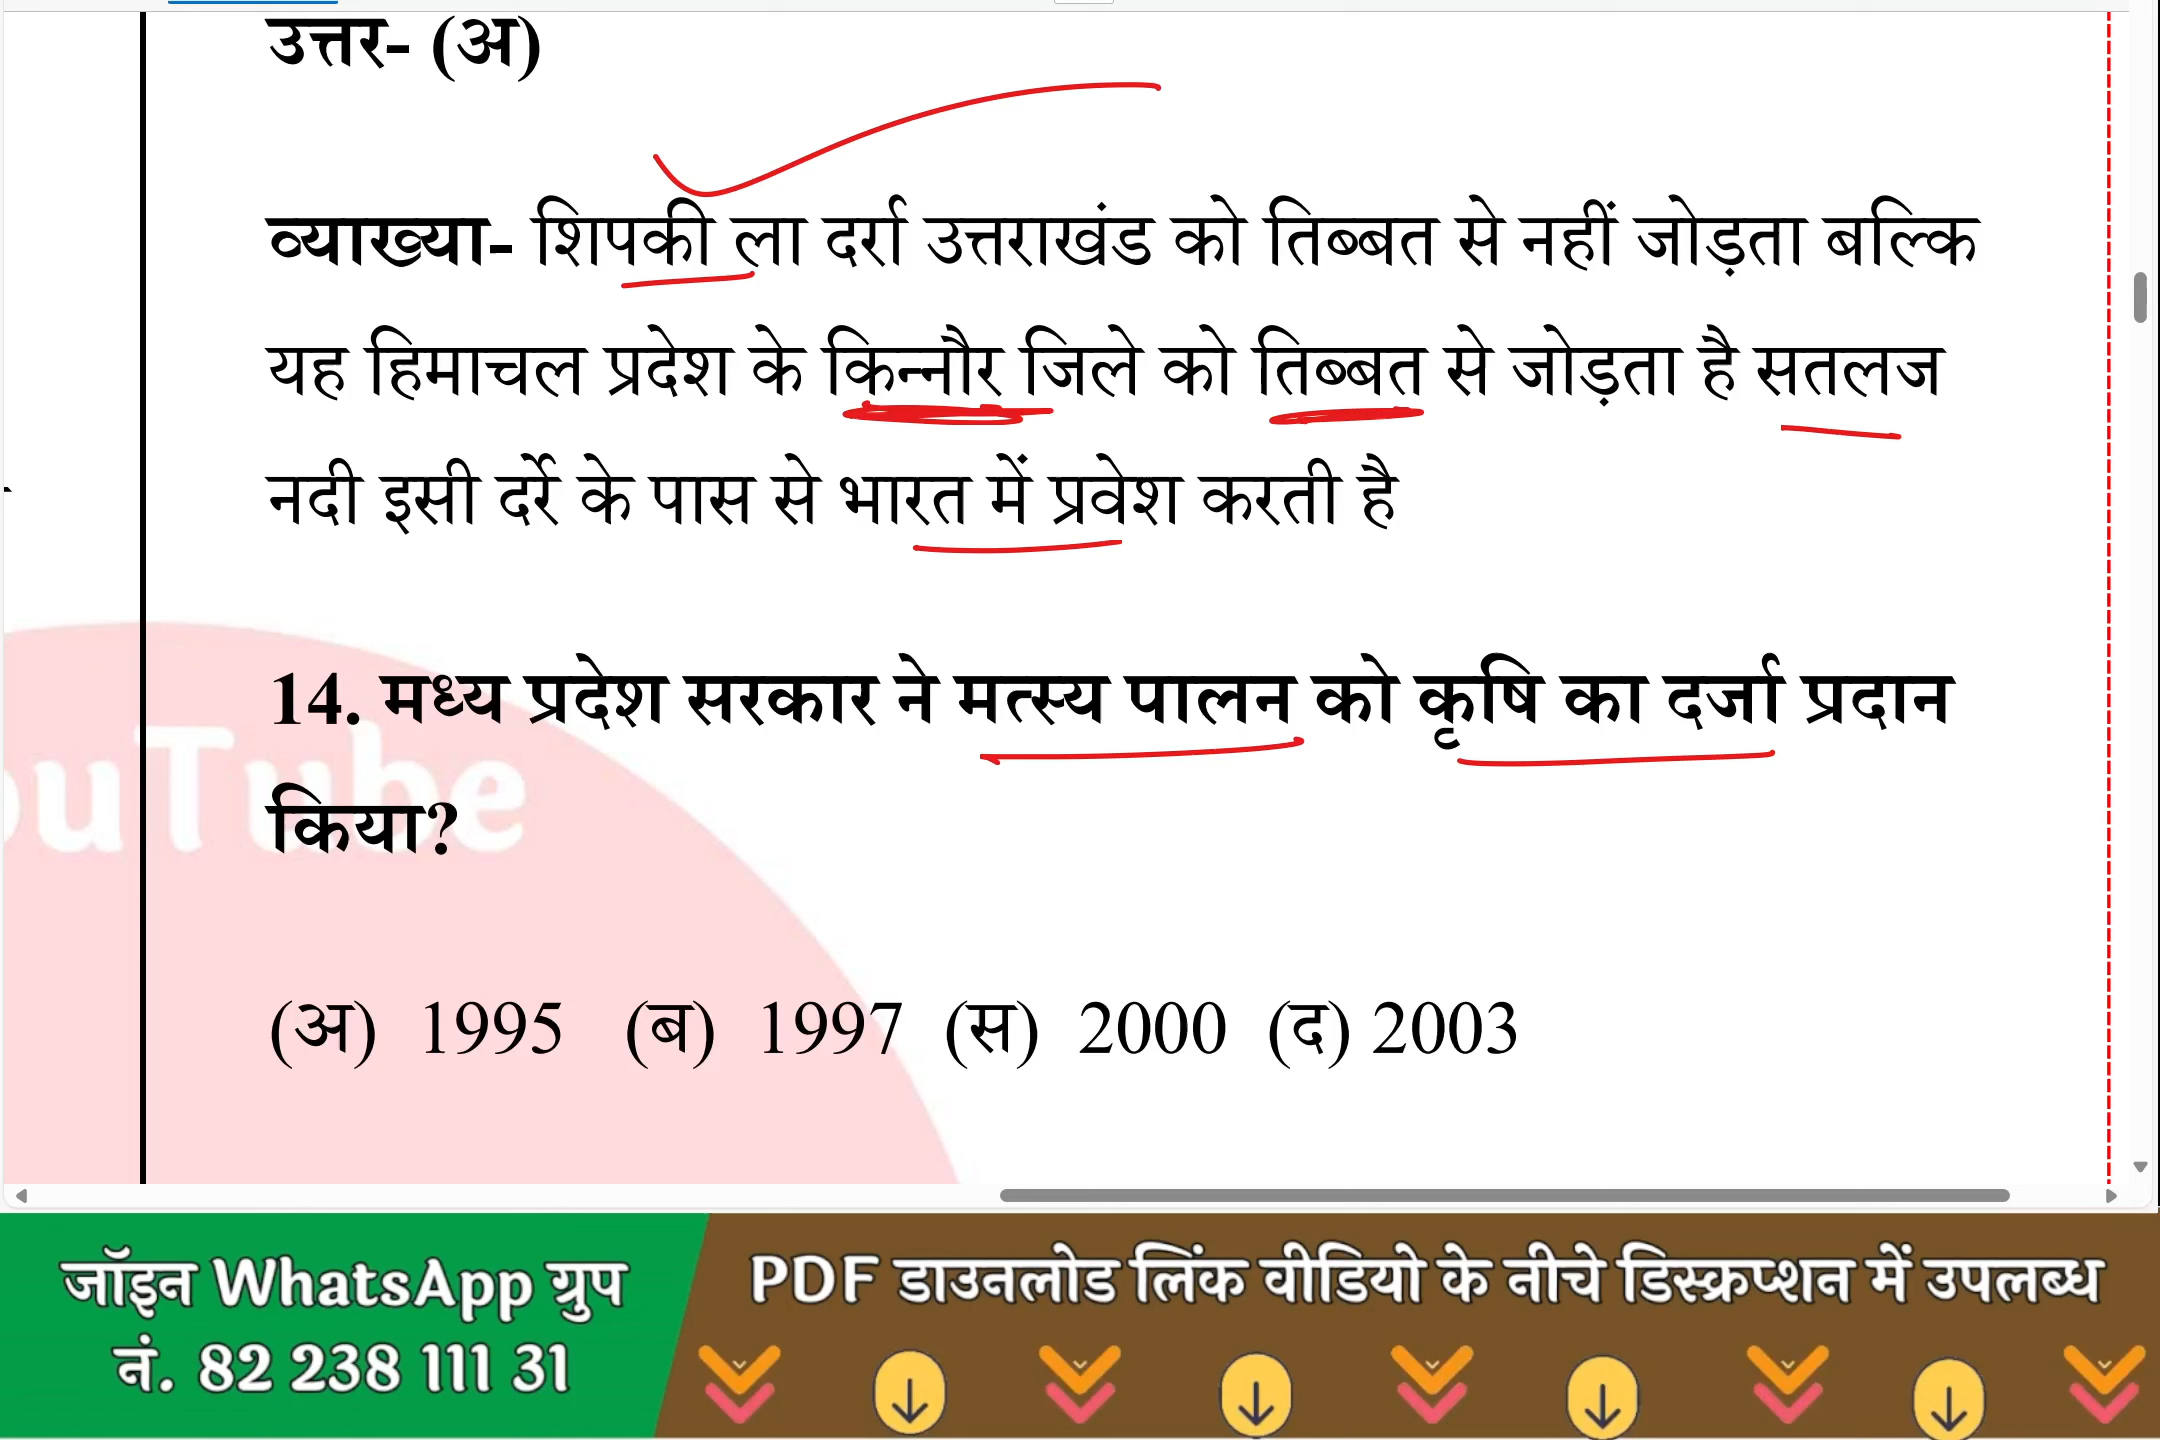 उत्तर- (अ)
व्याख्या- शिपकी ला दर्रा उत्तराखंड को तिब्बत से नहीं जोड़ता बल्कि
यह हिमाचल प्रदेश के किन्नौर जिले को तिब्बत से जोड़ता है सतलज
नदी इसी दर्रे के पास से भारत में प्रवेश करती है
14. मध्य प्रदेश सरकार ने मत्स्य पालन को कृषि का दर्जा प्रदान
किया?
ouTube
(अ) 1995 (ब) 1997 (स) 2000 (द) 2003
जॉइन WhatsApp ग्रुप
नं. 82 238 111 31
PDF डाउनलोड लिंक वीडियो के नीचे डिस्क्रप्शन में उपलब्ध